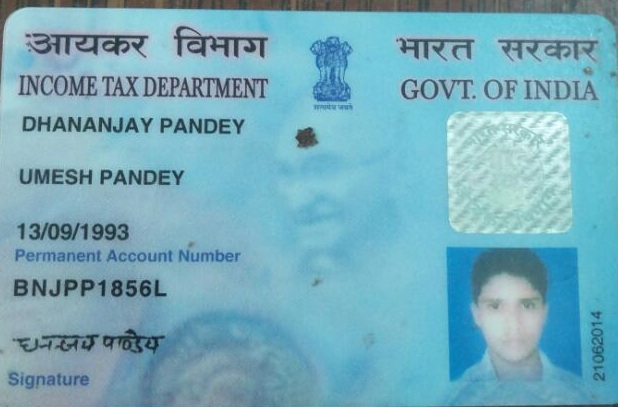 आयकर विभाग
भारत सरकार
INCOME TAX DEPARTMENT
GOVT. OF INDIA
सत्यमेव जयते
DHANANJAY PANDEY
UMESH PANDEY
13/09/1993
Permanent Account Number
BNJPP1856L
धनन्जय पाण्डेय
Signature
21062014